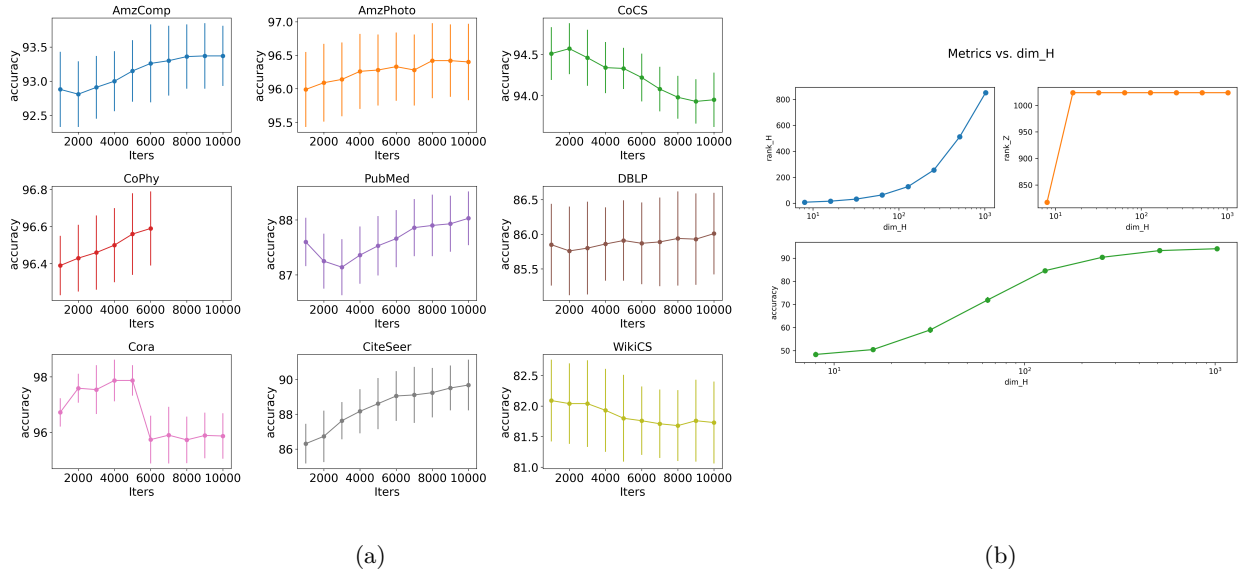 AmzComp
AmzPhoto
CoCS
accuracy
93.5
93.0
92.5
2000 4000 6000 8000 10000
Iters
accuracy
97.0
96.5
96.0
95.5
2000 4000 6000 8000 10000
Iters
accuracy
94.5
94.0
2000 4000 6000 8000 10000
Iters
CoPhy
PubMed
DBLP
accuracy
96.8
96.6
96.4
2000 4000 6000 8000 10000
Iters
accuracy
88
87
2000 4000 6000 8000 10000
Iters
accuracy
86.5
86.0
85.5
2000 4000 6000 8000 10000
Iters
Cora
CiteSeer
WikiCS
accuracy
98
96
2000 4000 6000 8000 10000
Iters
accuracy
90
88
86
2000 4000 6000 8000 10000
Iters
accuracy
82.5
82.0
81.5
81.0
2000 4000 6000 8000 10000
Iters
(a)
Metrics vs. dim_H
rank_H
800
600
400
200
0
10¹ 10² 10³
dim_H
rank_Z
1000
950
900
850
10¹ 10² 10³
dim_H
accuracy
90
80
70
60
50
10¹ 10² 10³
dim_H
(b)